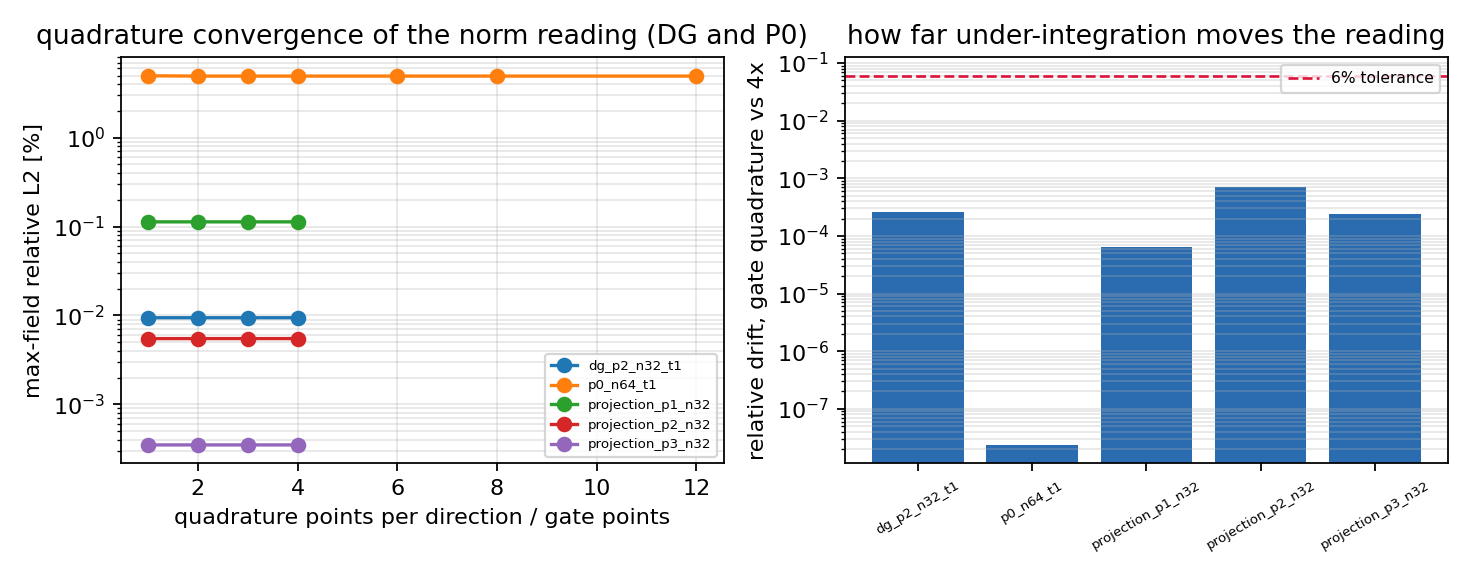 quadrature convergence of the norm reading (DG and P0)
max-field relative L2 [%]
10⁰
10⁻¹
10⁻²
10⁻³
2
4
6
8
10
12
quadrature points per direction / gate points
dg_p2_n32_t1
p0_n64_t1
projection_p1_n32
projection_p2_n32
projection_p3_n32
how far under-integration moves the reading
relative drift, gate quadrature vs 4x
10⁻¹
10⁻²
10⁻³
10⁻⁴
10⁻⁵
10⁻⁶
10⁻⁷
6% tolerance
dg_p2_n32_t1
p0_n64_t1
projection_p1_n32
projection_p2_n32
projection_p3_n32